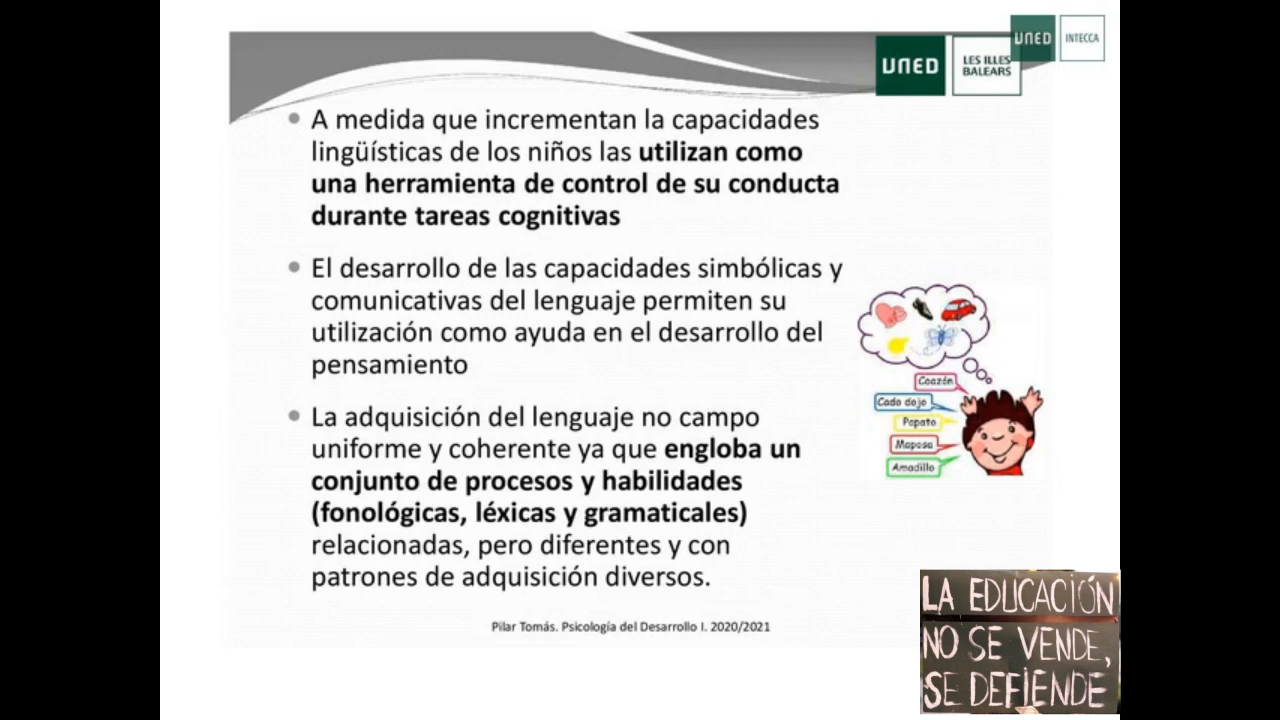 UNED
INTECCA
UNED
LES ILLES
BALEARS
A medida que incrementan la capacidades
lingüísticas de los niños las utilizan como
una herramienta de control de su conducta
durante tareas cognitivas
El desarrollo de las capacidades simbólicas y
comunicativas del lenguaje permiten su
utilización como ayuda en el desarrollo del
pensamiento
La adquisición del lenguaje no campo
uniforme y coherente ya que engloba un
conjunto de procesos y habilidades
(fonológicas, léxicas y gramaticales)
relacionadas, pero diferentes y con
patrones de adquisición diversos.
Coazón
Cado dojo
Papato
Maposa
Amadillo
Pilar Tomás. Psicología del Desarrollo I. 2020/2021
LA EDUCACIÓN
NO SE VENDE,
SE DEFIENDE